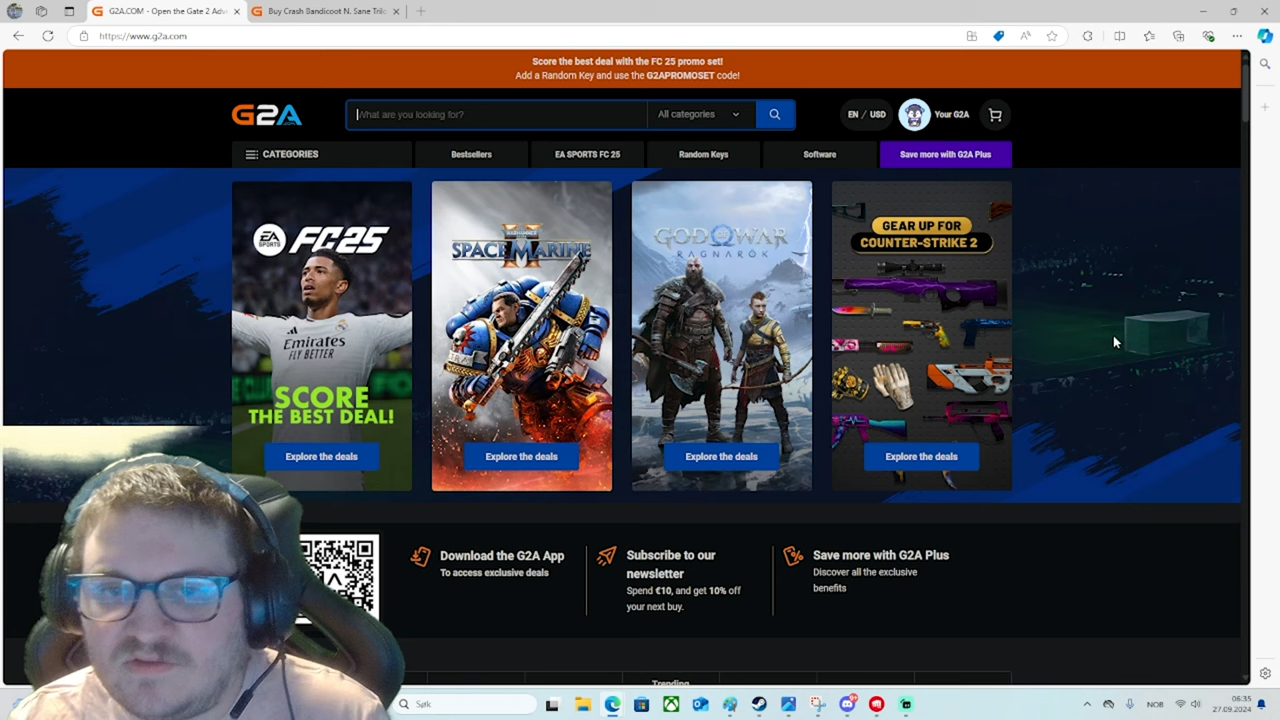 G2A.COM - Open the Gate 2 Adv
Buy Crash Bandicoot N. Sane Tril
https://www.g2a.com
Score the best deal with the FC 25 promo set!
Add a Random Key and use the G2APROMOSET code!
G2A
What are you looking for?
All categories
EN / USD
Your G2A
CATEGORIES
Bestsellers
EA SPORTS FC 25
Random Keys
Software
Save more with G2A Plus
EA SPORTS FC25
Emirates
FLY BETTER
SCORE
THE BEST DEAL!
Explore the deals
WARHAMMER
SPACE MARINE
II
Explore the deals
GOD OF WAR
RAGNARÖK
Explore the deals
GEAR UP FOR
COUNTER-STRIKE 2
Explore the deals
Download the G2A App
To access exclusive deals
Subscribe to our
newsletter
Spend €10, and get 10% off
your next buy.
Save more with G2A Plus
Discover all the exclusive
benefits
Trending
Søk
NOB
06:35
27.09.2024